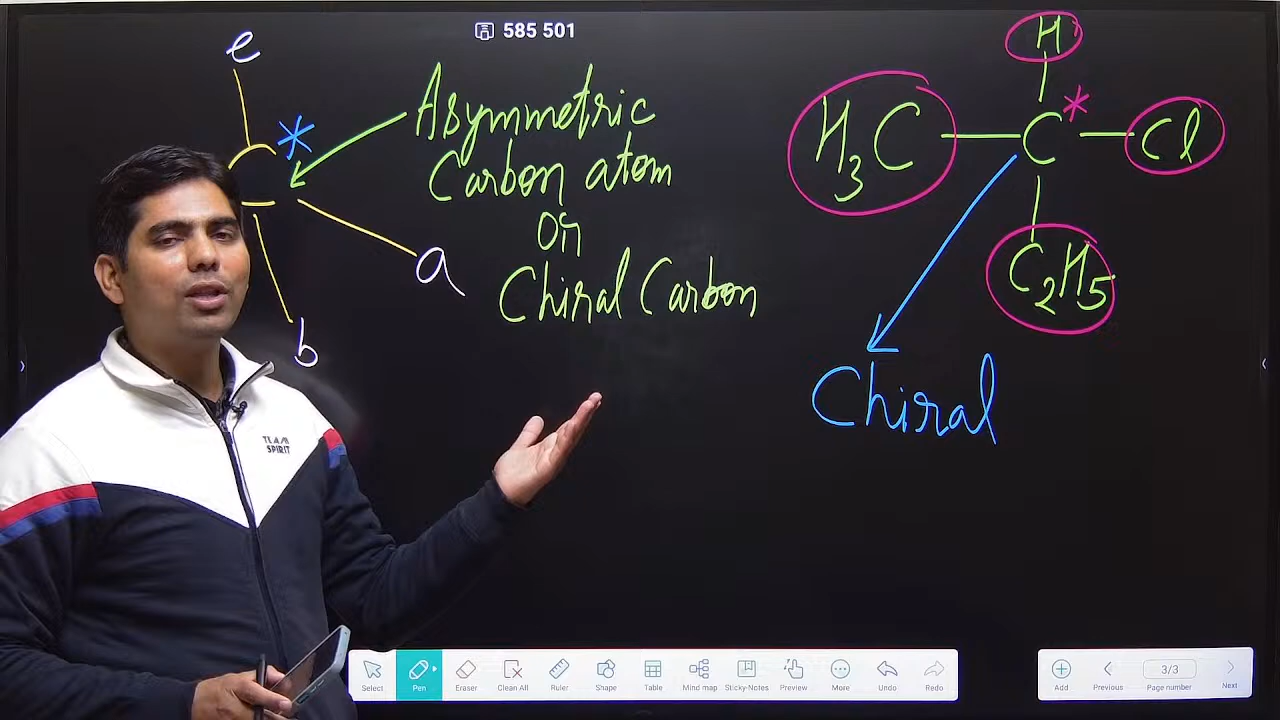 585 501
e
*
Asymmetric
Carbon atom
or
Chiral Carbon
a
b
H
H3C — C* — Cl
C2H5
Chiral
TEAM
SPIRIT
Select
Pen
Eraser
Clean All
Ruler
Shape
Table
Mind map
Sticky-Notes
Preview
More
Undo
Redo
Add
Previous
3/3
Page number
Next